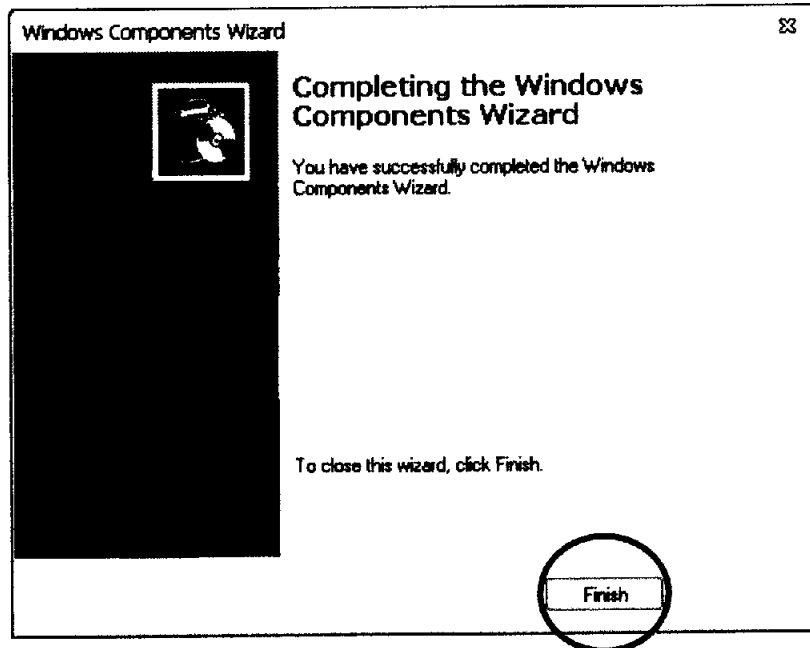 Windows Components Wizard
Completing the Windows
Components Wizard
You have successfully completed the Windows
Components Wizard.
To close this wizard, click Finish.
Finish